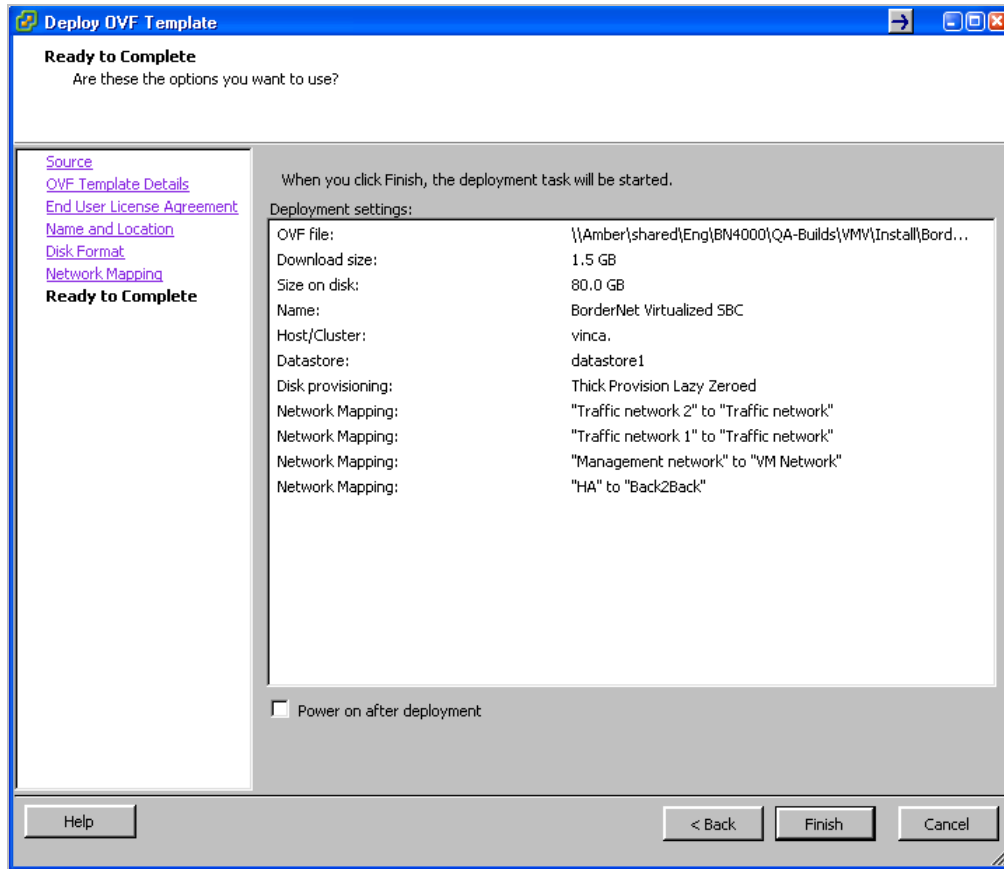 Deploy OVF Template
Ready to Complete
Are these the options you want to use?
Source
OVF Template Details
End User License Agreement
Name and Location
Disk Format
Network Mapping
Ready to Complete
When you click Finish, the deployment task will be started.
Deployment settings:
OVF file: \\Amber\shared\Eng\BN4000\QA-Builds\VMV\Install\Bord...
Download size: 1.5 GB
Size on disk: 80.0 GB
Name: BorderNet Virtualized SBC
Host/Cluster: vinca.
Datastore: datastore1
Disk provisioning: Thick Provision Lazy Zeroed
Network Mapping: "Traffic network 2" to "Traffic network"
Network Mapping: "Traffic network 1" to "Traffic network"
Network Mapping: "Management network" to "VM Network"
Network Mapping: "HA" to "Back2Back"
Power on after deployment
Help
< Back
Finish
Cancel